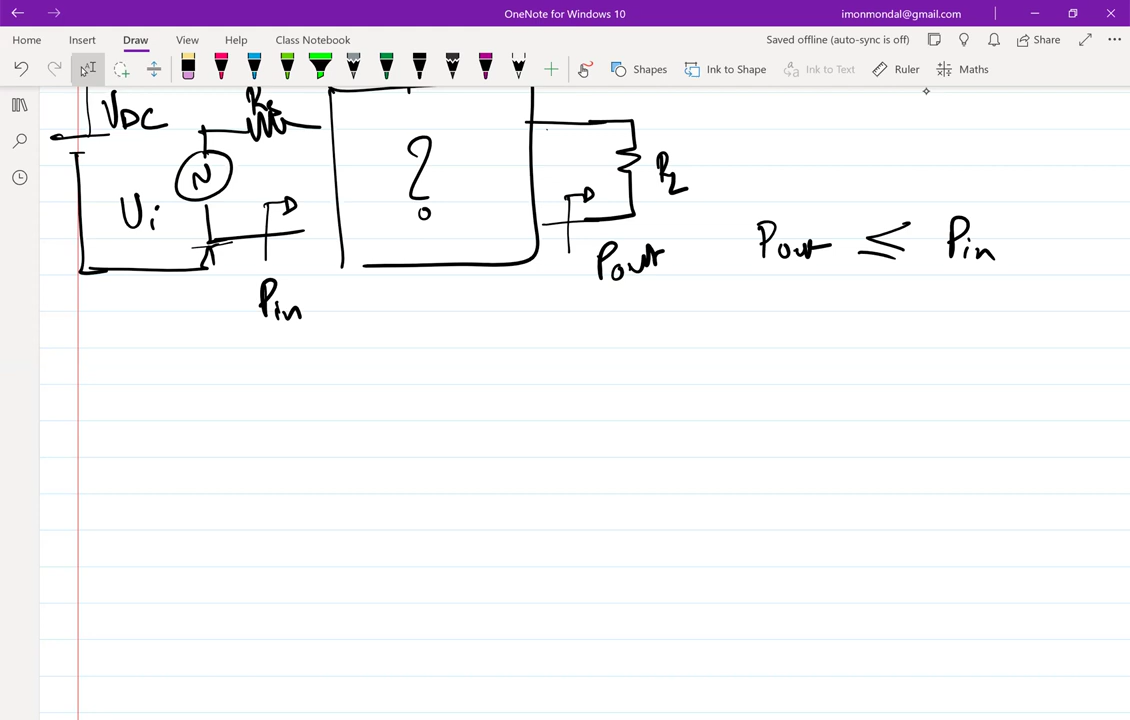 OneNote for Windows 10
imonmondal@gmail.com
Home Insert Draw View Help Class Notebook
Saved offline (auto-sync is off)
Share
Shapes Ink to Shape Ink to Text Ruler Maths
VDC
?
N
Ui
RL
Pin
Pout
Pout ≤ Pin